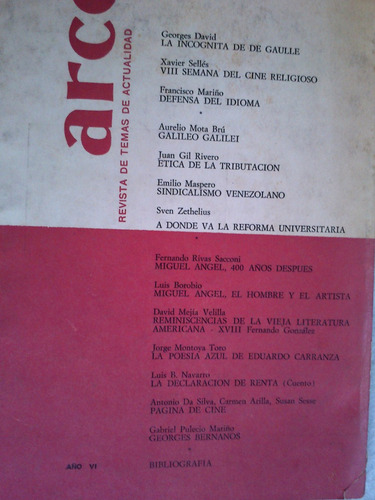 arco
REVISTA DE TEMAS DE ACTUALIDAD
Georges David
LA INCOGNITA DE DE GAULLE
Xavier Sellés
VIII SEMANA DEL CINE RELIGIOSO
Francisco Mariño
DEFENSA DEL IDIOMA
Aurelio Mota Brú
GALILEO GALILEI
Juan Gil Rivero
ETICA DE LA TRIBUTACION
Emilio Maspero
SINDICALISMO VENEZOLANO
Sven Zethelius
A DONDE VA LA REFORMA UNIVERSITARIA
Fernando Rivas Sacconi
MIGUEL ANGEL, 400 AÑOS DESPUES
Luis Borobio
MIGUEL ANGEL, EL HOMBRE Y EL ARTISTA
David Mejía Velilla
REMINISCENCIAS DE LA VIEJA LITERATURA
AMERICANA - XVIII Fernando González
Jorge Montoya Toro
LA POESIA AZUL DE EDUARDO CARRANZA
Luis B. Navarro
LA DECLARACION DE RENTA (Cuento)
Antonio Da Silva, Carmen Arilla, Susan Sosae
PAGINA DE CINE
Gabriel Pulecio Mariño
GEORGES BERNANOS
AÑO VI
BIBLIOGRAFIA